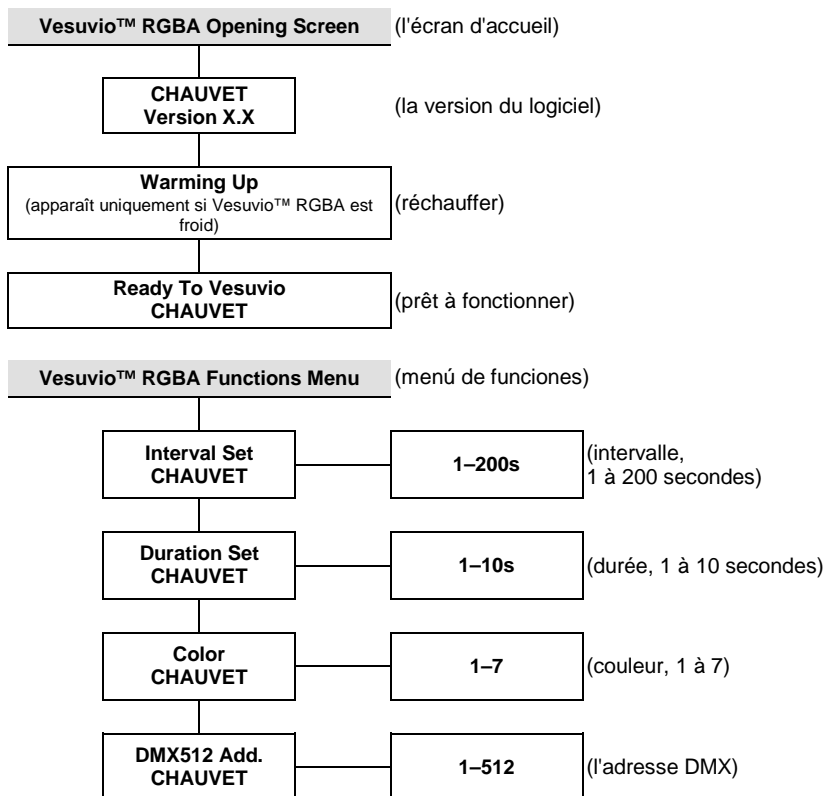 Vesuvio™ RGBA Opening Screen (l'écran d'accueil)
CHAUVET
Version X.X
(la version du logiciel)
Warming Up
(apparaît uniquement si Vesuvio™ RGBA est
froid)
(réchauffer)
Ready To Vesuvio
CHAUVET
(prêt à fonctionner)
Vesuvio™ RGBA Functions Menu (menú de funciones)
Interval Set
CHAUVET
1–200s
(intervalle,
1 à 200 secondes)
Duration Set
CHAUVET
1–10s
(durée, 1 à 10 secondes)
Color
CHAUVET
1–7
(couleur, 1 à 7)
DMX512 Add.
CHAUVET
1–512
(l'adresse DMX)